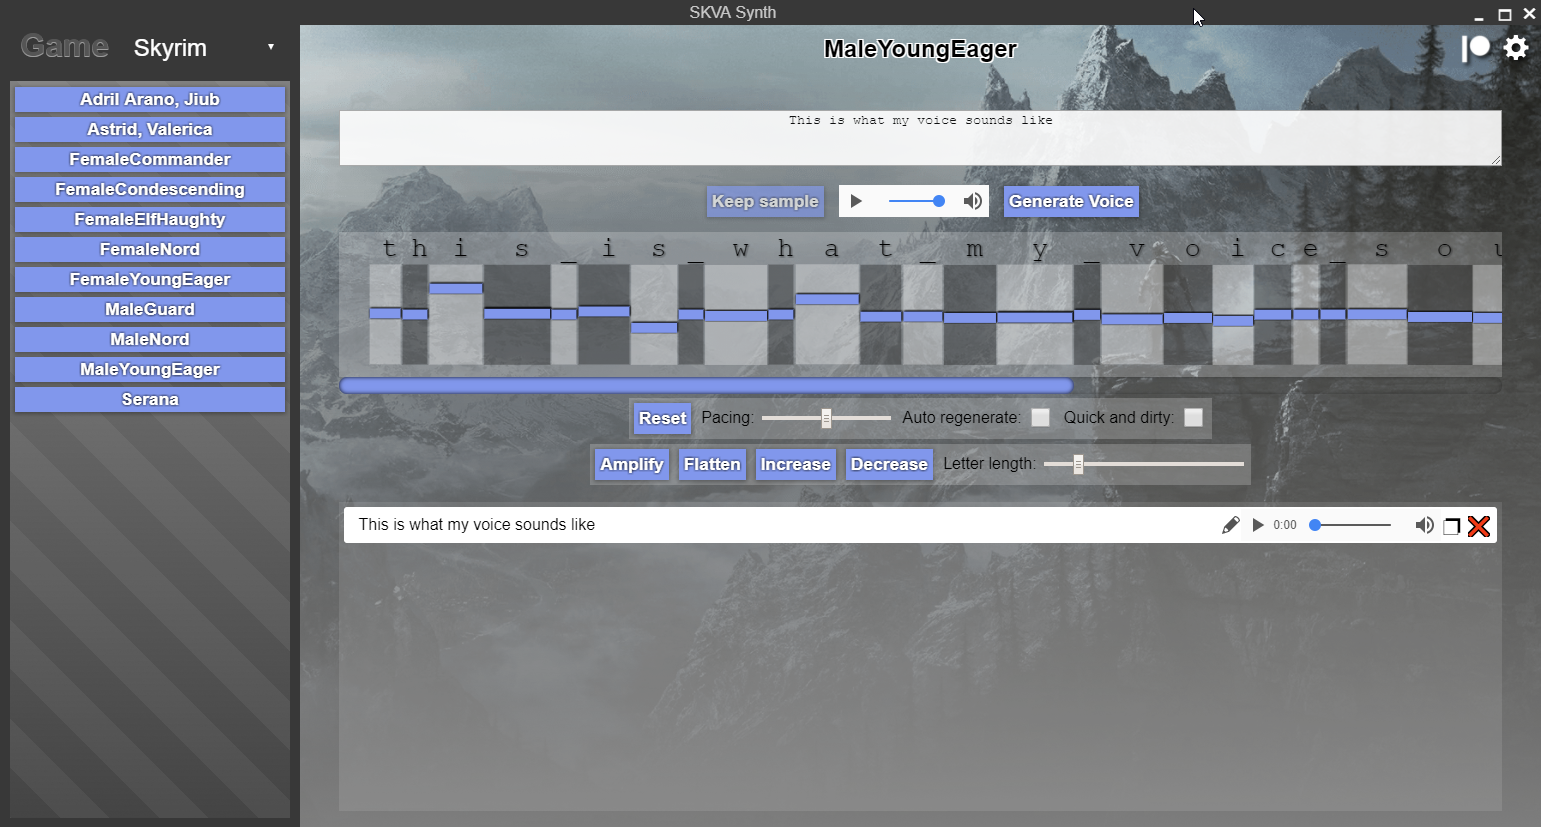 SKVA Synth
Game Skyrim
Adril Arano, Jiub
Astrid, Valerica
FemaleCommander
FemaleCondescending
FemaleElfHaughty
FemaleNord
FemaleYoungEager
MaleGuard
MaleNord
MaleYoungEager
Serana
MaleYoungEager
This is what my voice sounds like
Keep sample
Generate Voice
t h i s _ i s _ w h a t _ m y _ v o i c e _ s o u
Reset Pacing: Auto regenerate: Quick and dirty:
Amplify Flatten Increase Decrease Letter length:
This is what my voice sounds like 0:00